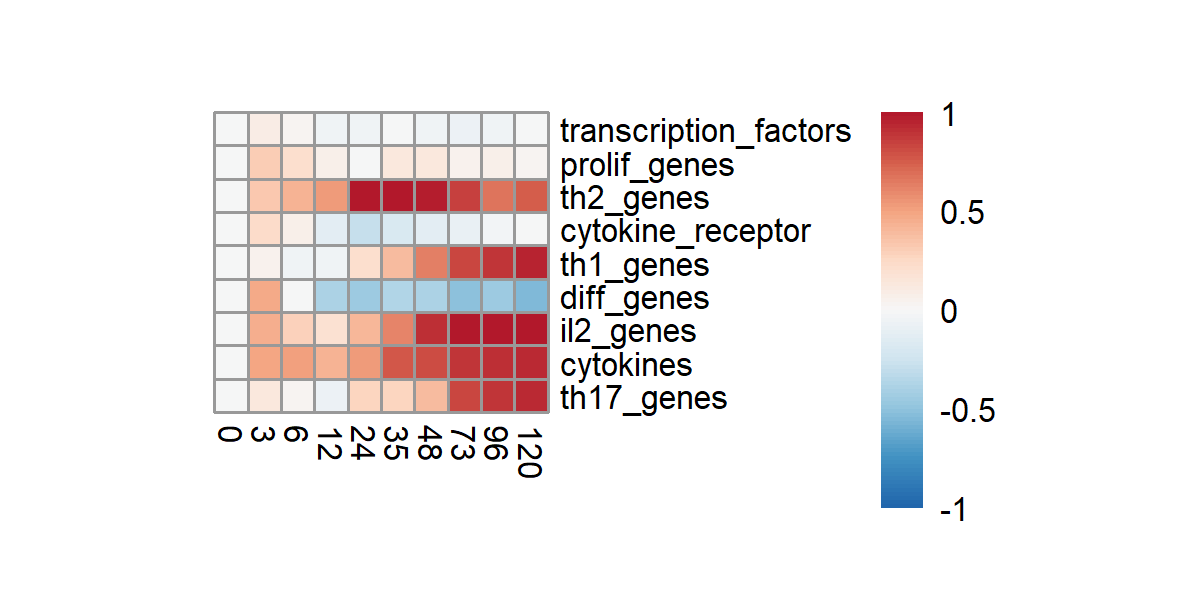 transcription_factors
prolif_genes
th2_genes
cytokine_receptor
th1_genes
diff_genes
il2_genes
cytokines
th17_genes
0 3 6 12 24 35 48 73 96 120
1
0.5
0
-0.5
-1